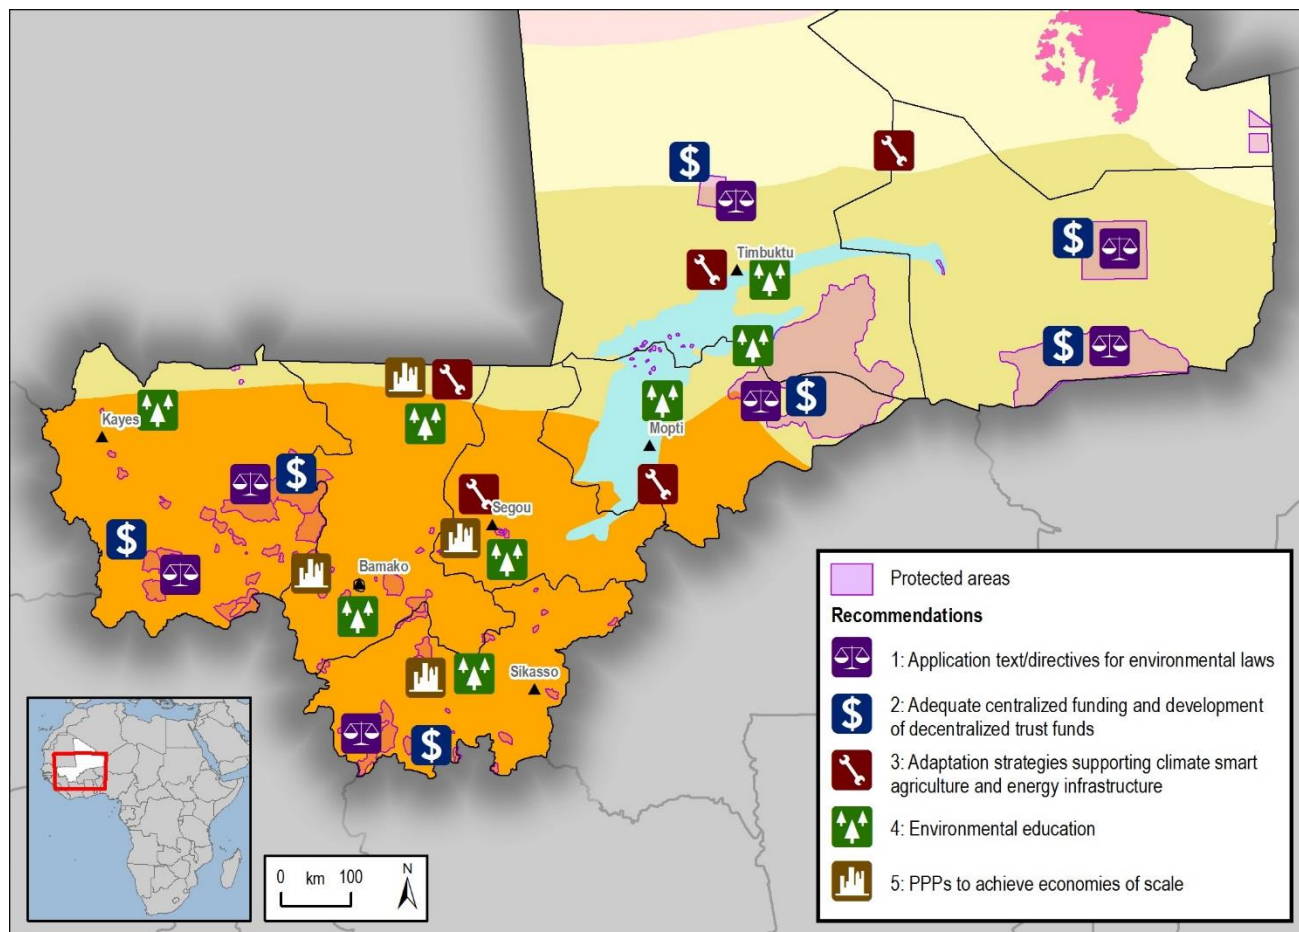 Timbuktu
Kayes
Mopti
Segou
Bamako
Sikasso
Protected areas
Recommendations
1: Application text/directives for environmental laws
2: Adequate centralized funding and development
of decentralized trust funds
3: Adaptation strategies supporting climate smart
agriculture and energy infrastructure
4: Environmental education
5: PPPs to achieve economies of scale
0 km 100
N